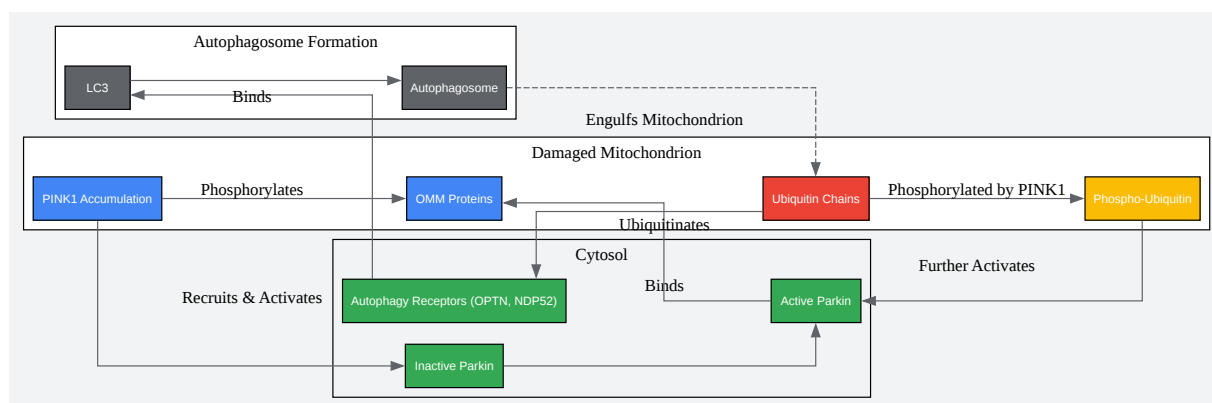 Autophagosome Formation
LC3
Autophagosome
Binds
Engulfs Mitochondrion
Damaged Mitochondrion
PINK1 Accumulation
Phosphorylates
OMM Proteins
Ubiquitin Chains
Phosphorylated by PINK1
Phospho-Ubiquitin
Ubiquitinates
Cytosol
Further Activates
Recruits & Activates
Autophagy Receptors (OPTN, NDP52)
Binds
Active Parkin
Inactive Parkin